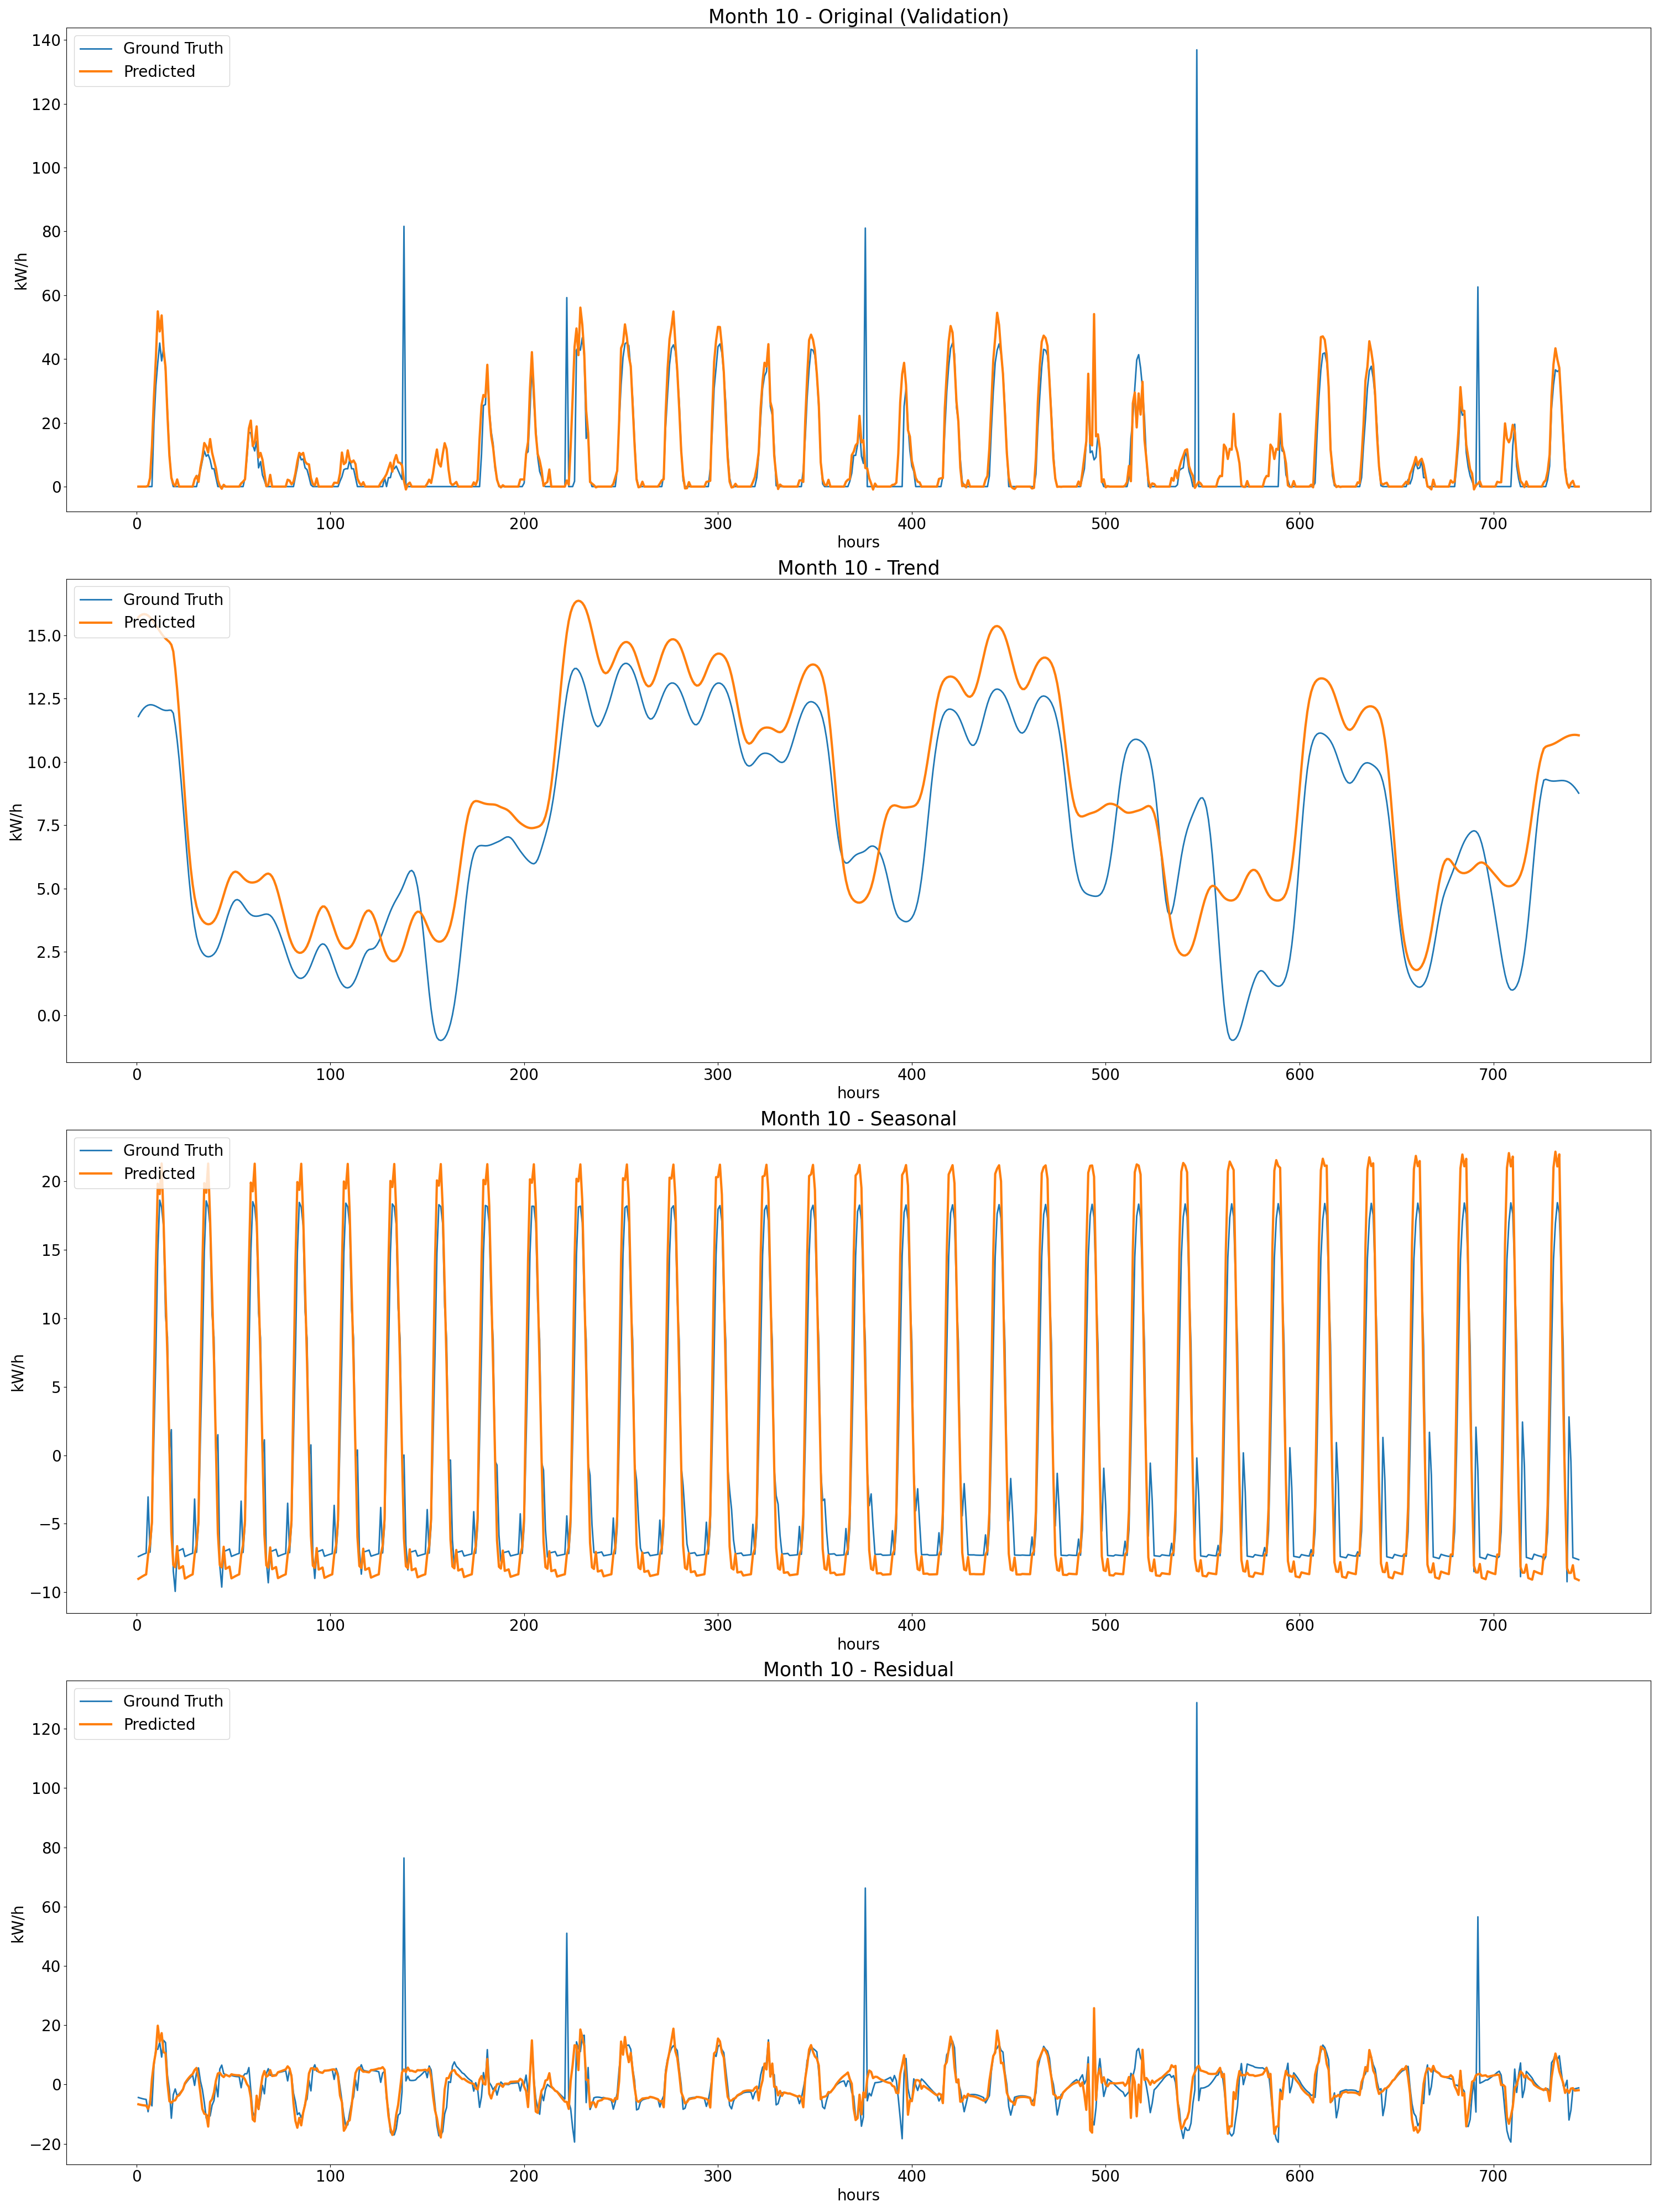 Month 10 - Original (Validation)
Ground Truth
Predicted
kW/h
140
120
100
80
60
40
20
0
0 100 200 300 400 500 600 700
hours
Month 10 - Trend
Ground Truth
Predicted
kW/h
15.0
12.5
10.0
7.5
5.0
2.5
0.0
0 100 200 300 400 500 600 700
hours
Month 10 - Seasonal
Ground Truth
Predicted
kW/h
20
15
10
5
0
−5
−10
0 100 200 300 400 500 600 700
hours
Month 10 - Residual
Ground Truth
Predicted
kW/h
120
100
80
60
40
20
0
−20
0 100 200 300 400 500 600 700
hours